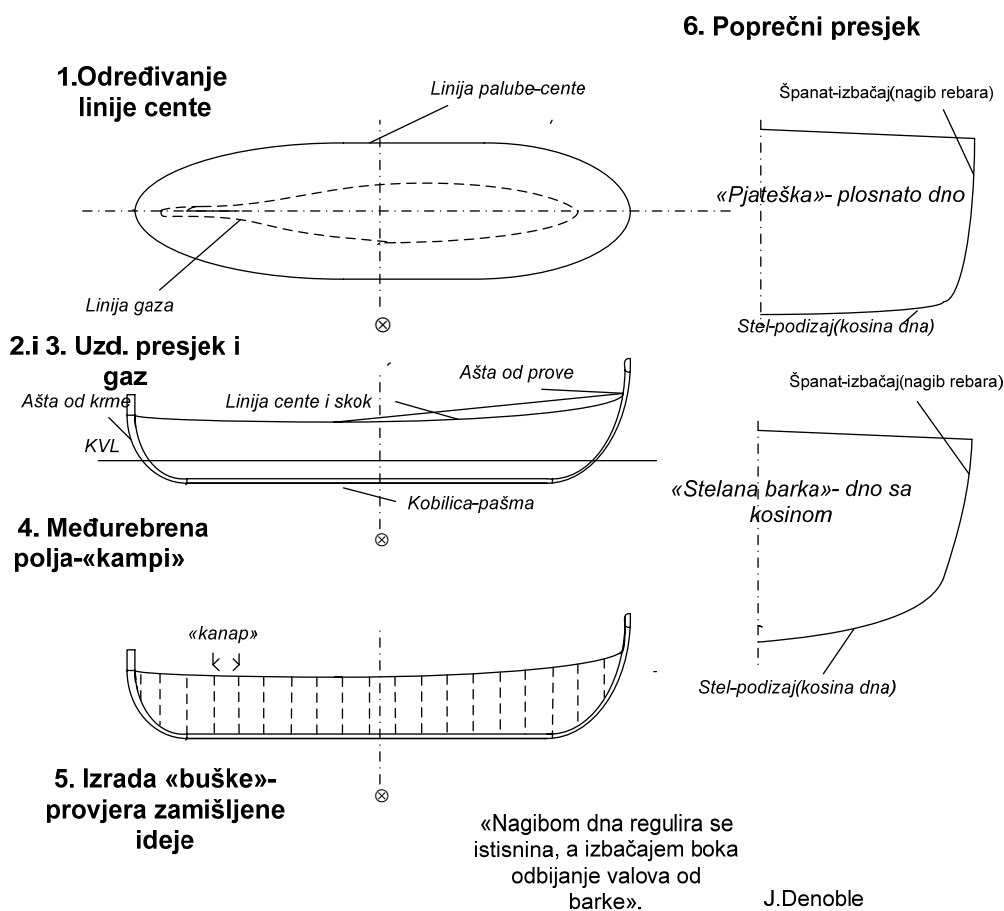 6. Poprečni presjek
1.Određivanje
linije cente
Linija palube-cente
Španat-izbačaj(nagib rebara)
«Pjateška»- plosnato dno
Linija gaza
Stel-podizaj(kosina dna)
2.i 3. Uzd. presjek i
gaz
Ašta od krme
Linija cente i skok
Ašta od prove
KVL
Kobilica-pašma
Španat-izbačaj(nagib rebara)
«Stelana barka»- dno sa
kosinom
Stel-podizaj(kosina dna)
4. Međurebrena
polja-«kampi»
«kanap»
5. Izrada «buške»-
provjera zamišljene
ideje
«Nagibom dna regulira se
istisnina, a izbačajem boka
odbijanje valova od
barke».
J.Denoble